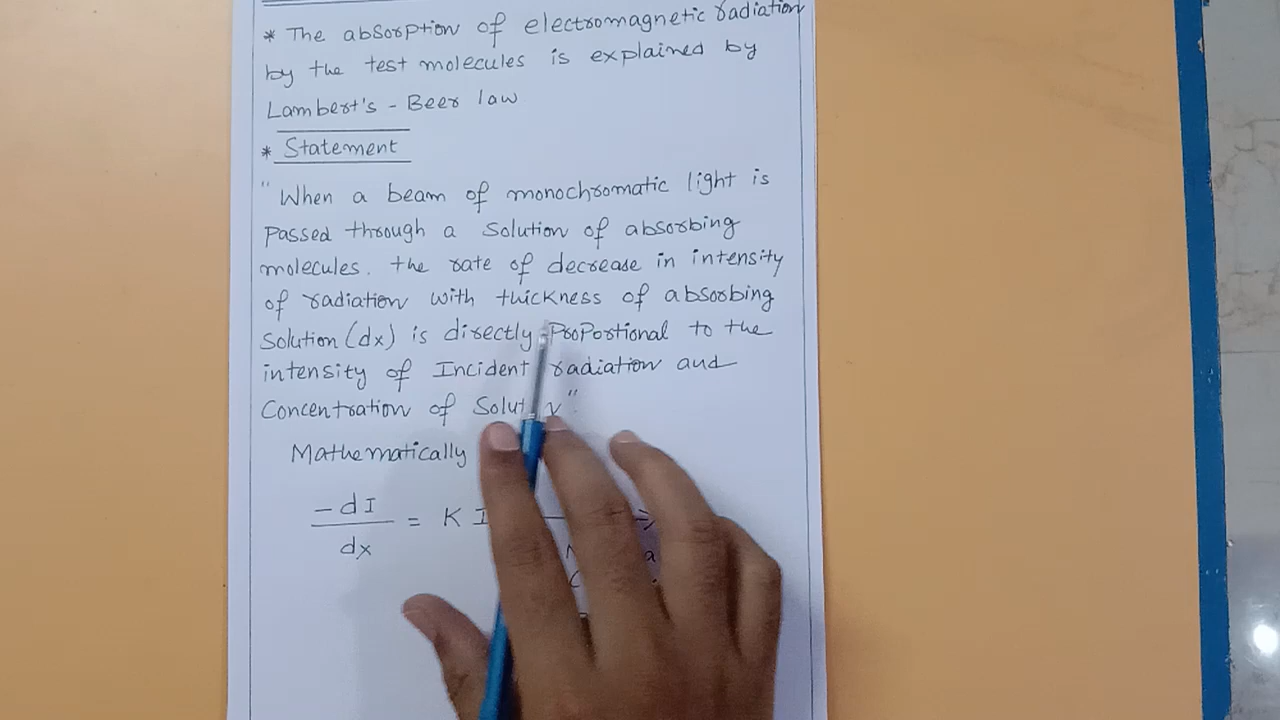 * The absorption of electromagnetic radiation
by the test molecules is explained by
Lambert's - Beer law
* Statement
"When a beam of monochromatic light is
passed through a solution of absorbing
molecules. the rate of decrease in intensity
of radiation with thickness of absorbing
Solution (dx) is directly proportional to the
intensity of Incident radiation and
Concentration of
Mathematically
-dI
dx
= K I